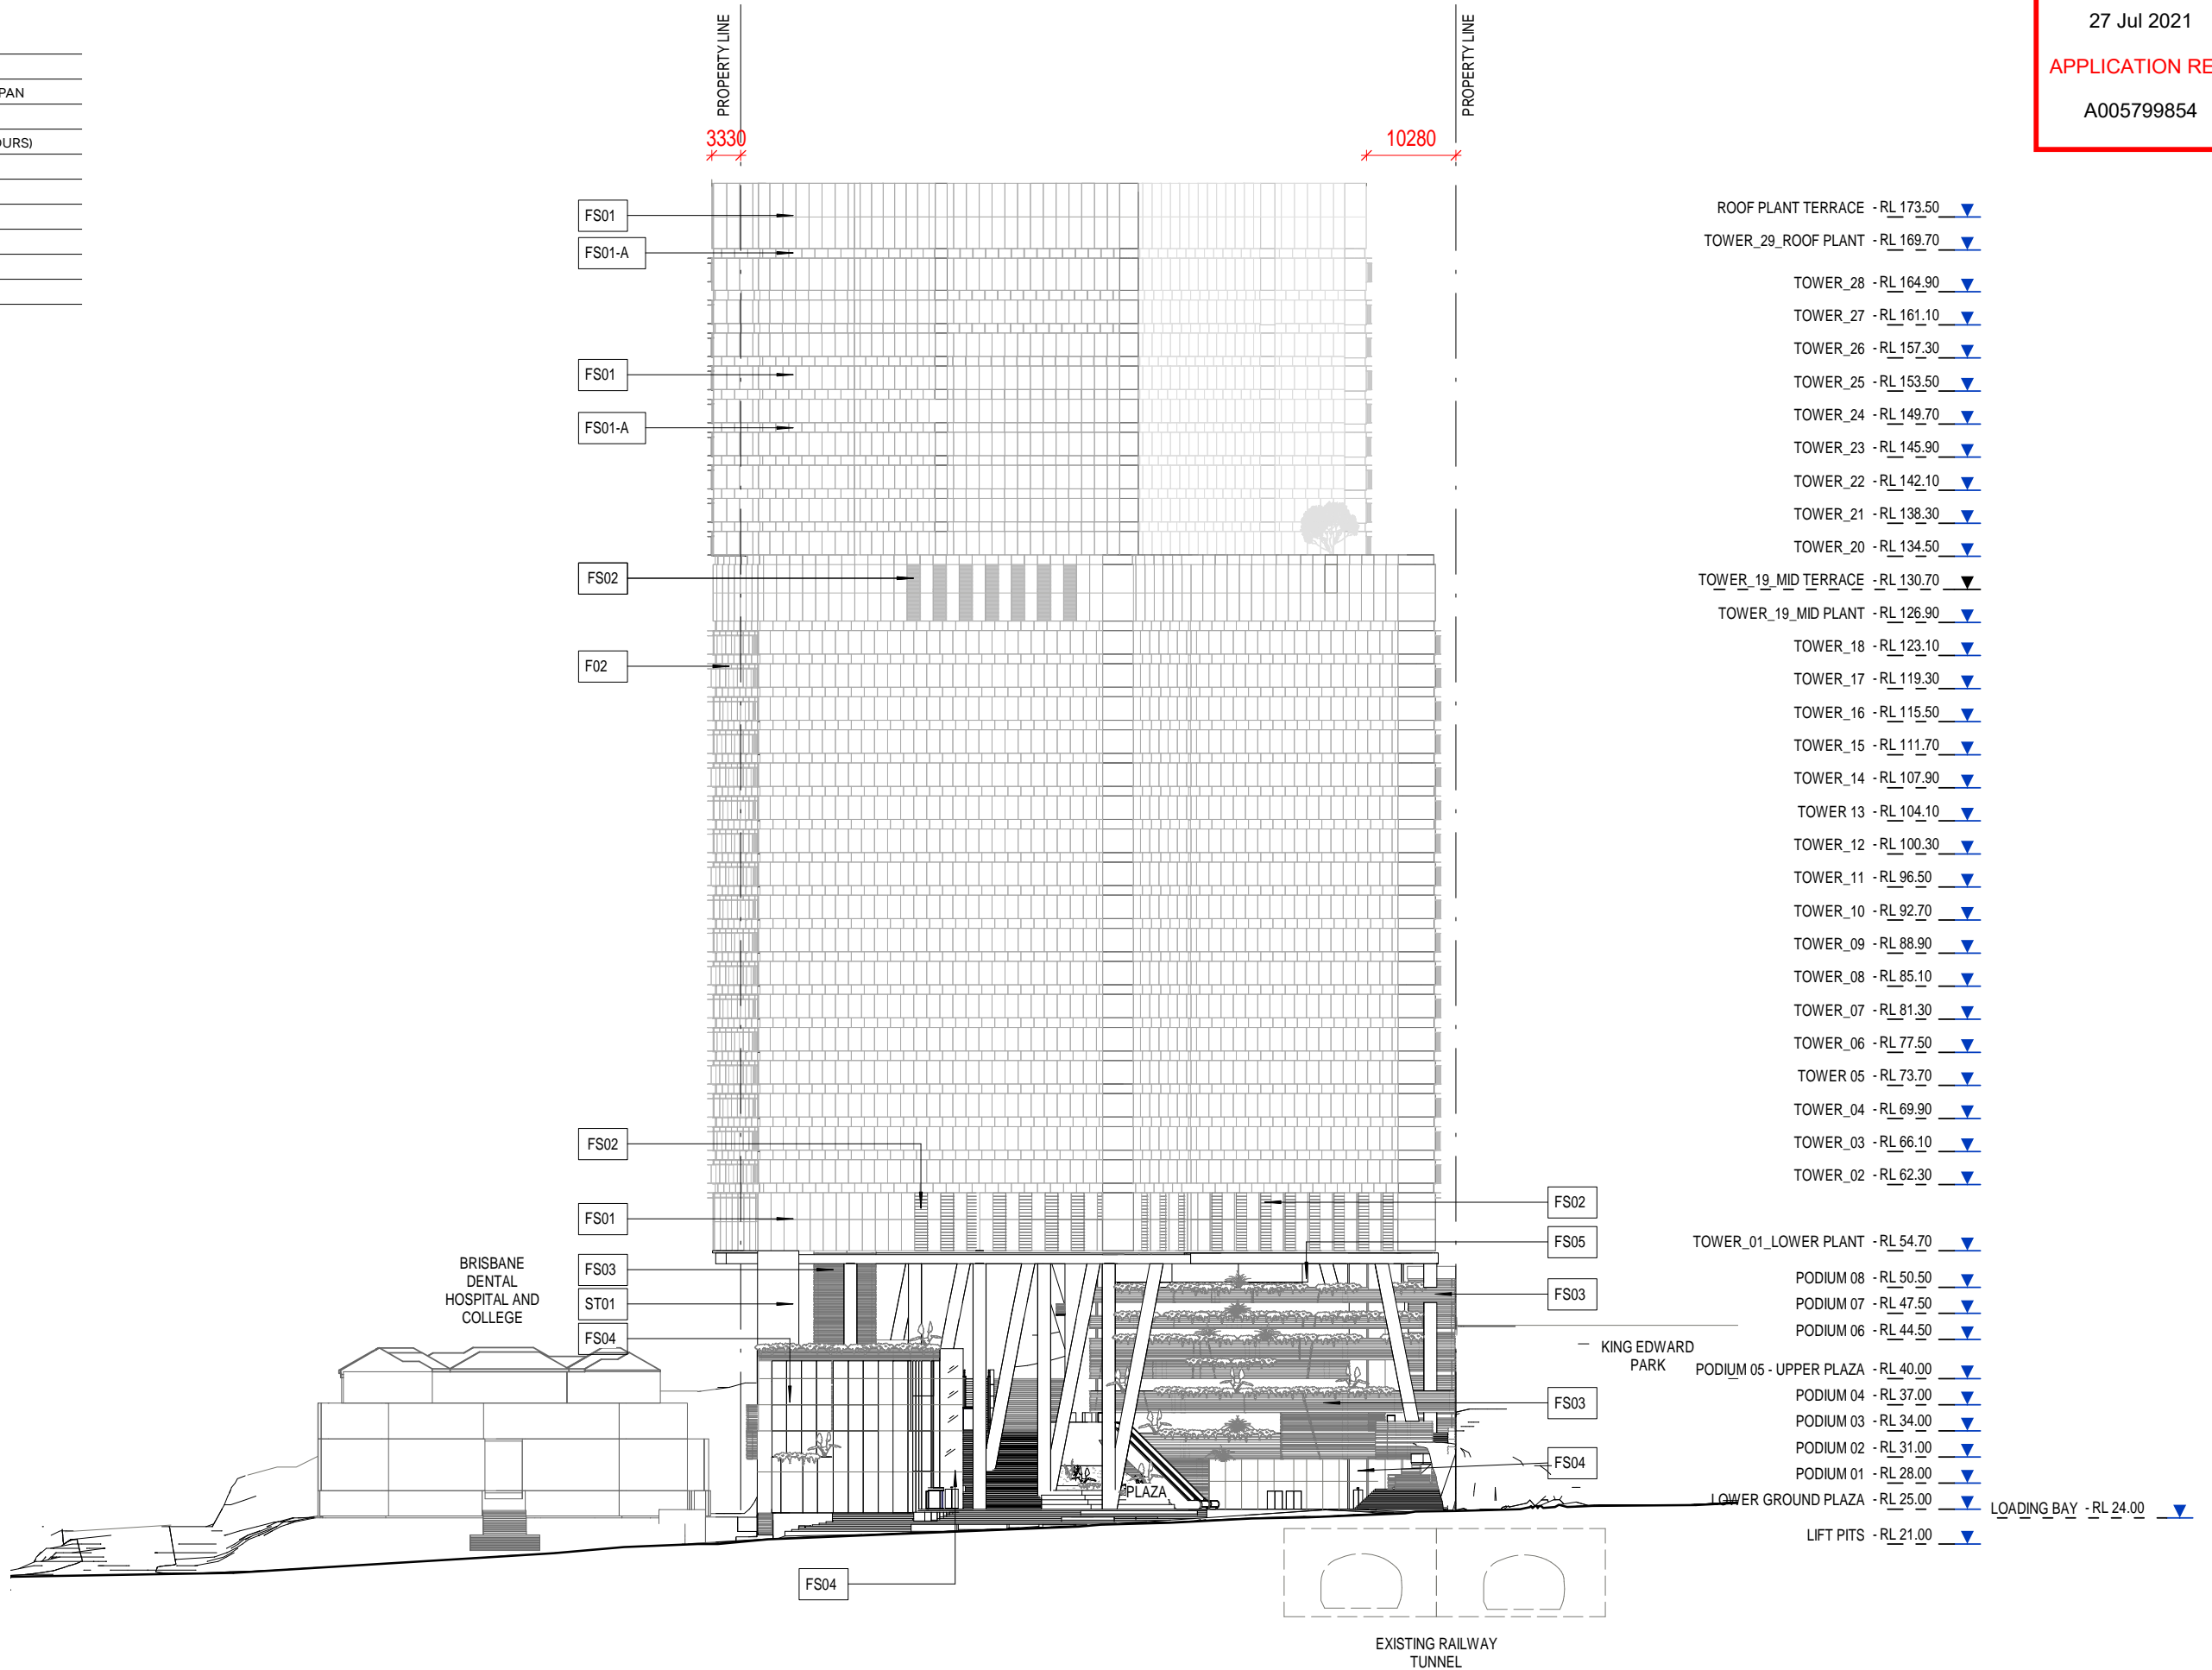 27 Jul 2021
APPLICATION RE
A005799854
PAN
OURS)
PROPERTY LINE
PROPERTY LINE
3330
10280
FS01
FS01-A
FS01
FS01-A
FS02
F02
FS02
FS01
FS03
ST01
FS04
FS04
FS02
FS05
FS03
FS03
FS04
BRISBANE
DENTAL
HOSPITAL AND
COLLEGE
PLAZA
KING EDWARD
PARK
EXISTING RAILWAY
TUNNEL
ROOF PLANT TERRACE - RL 173.50
TOWER_29_ROOF PLANT - RL 169.70
TOWER_28 - RL 164.90
TOWER_27 - RL 161.10
TOWER_26 - RL 157.30
TOWER_25 - RL 153.50
TOWER_24 - RL 149.70
TOWER_23 - RL 145.90
TOWER_22 - RL 142.10
TOWER_21 - RL 138.30
TOWER_20 - RL 134.50
TOWER_19_MID TERRACE - RL 130.70
TOWER_19_MID PLANT - RL 126.90
TOWER_18 - RL 123.10
TOWER_17 - RL 119.30
TOWER_16 - RL 115.50
TOWER_15 - RL 111.70
TOWER_14 - RL 107.90
TOWER 13 - RL 104.10
TOWER_12 - RL 100.30
TOWER_11 - RL 96.50
TOWER_10 - RL 92.70
TOWER_09 - RL 88.90
TOWER_08 - RL 85.10
TOWER_07 - RL 81.30
TOWER_06 - RL 77.50
TOWER 05 - RL 73.70
TOWER_04 - RL 69.90
TOWER_03 - RL 66.10
TOWER_02 - RL 62.30
TOWER_01_LOWER PLANT - RL 54.70
PODIUM 08 - RL 50.50
PODIUM 07 - RL 47.50
PODIUM 06 - RL 44.50
PODIUM 05 - UPPER PLAZA - RL 40.00
PODIUM 04 - RL 37.00
PODIUM 03 - RL 34.00
PODIUM 02 - RL 31.00
PODIUM 01 - RL 28.00
LOWER GROUND PLAZA - RL 25.00
LOADING BAY - RL 24.00
LIFT PITS - RL 21.00